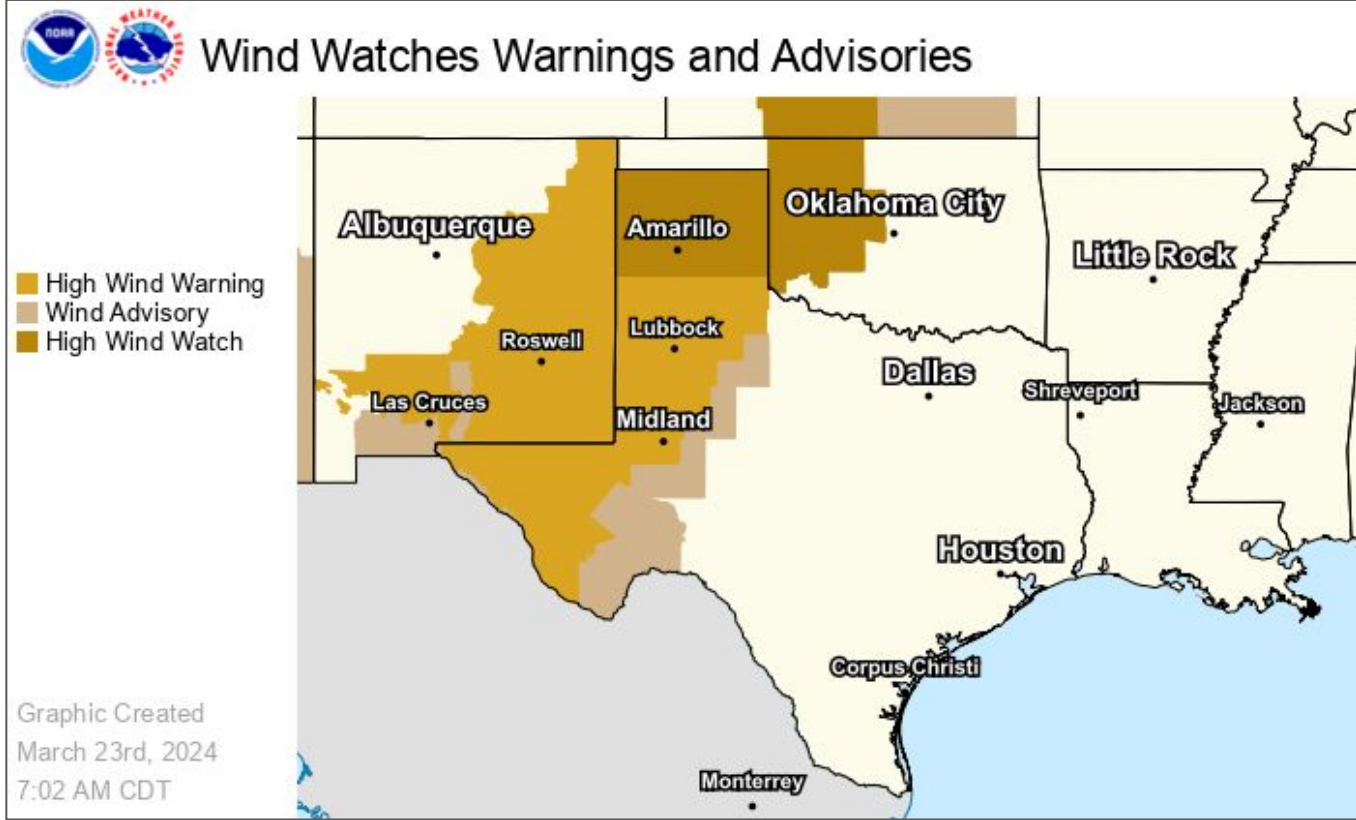 NOAA
NATIONAL WEATHER SERVICE
Wind Watches Warnings and Advisories
High Wind Warning
Wind Advisory
High Wind Watch
Albuquerque
Amarillo
Oklahoma City
Little Rock
Roswell
Lubbock
Las Cruces
Midland
Dallas
Shreveport
Jackson
Houston
Corpus Christi
Monterrey
Graphic Created
March 23rd, 2024
7:02 AM CDT